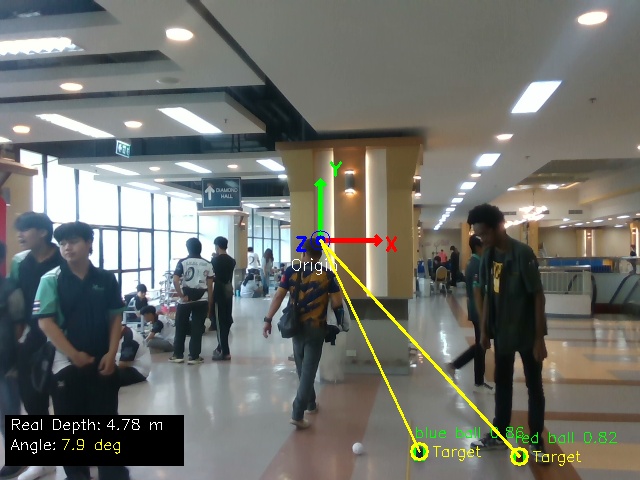 DIAMOND
HALL
Y
Z
X
Origin
blue ball 0.86
red ball 0.82
Target
Target
Real Depth: 4.78 m
Angle: 7.9 deg